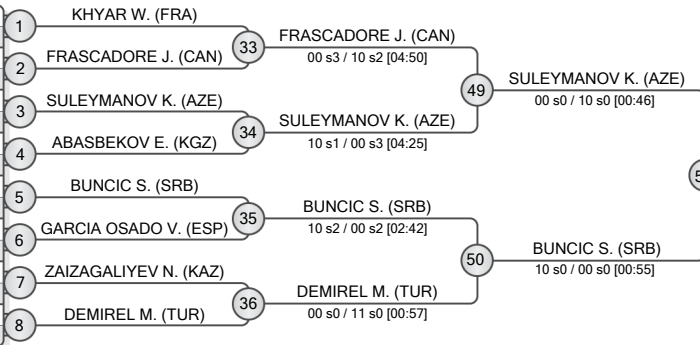 1
KHYAR W. (FRA)
33
FRASCADORE J. (CAN)
00 s3 / 10 s2 [04:50]
2
FRASCADORE J. (CAN)
49
SULEYMANOV K. (AZE)
00 s0 / 10 s0 [00:46]
3
SULEYMANOV K. (AZE)
34
SULEYMANOV K. (AZE)
10 s1 / 00 s3 [04:25]
4
ABASBEKOV E. (KGZ)
5
BUNCIC S. (SRB)
35
BUNCIC S. (SRB)
10 s2 / 00 s2 [02:42]
6
GARCIA OSADO V. (ESP)
50
BUNCIC S. (SRB)
10 s0 / 00 s0 [00:55]
7
ZAIZAGALIYEV N. (KAZ)
36
DEMIREL M. (TUR)
00 s0 / 11 s0 [00:57]
8
DEMIREL M. (TUR)